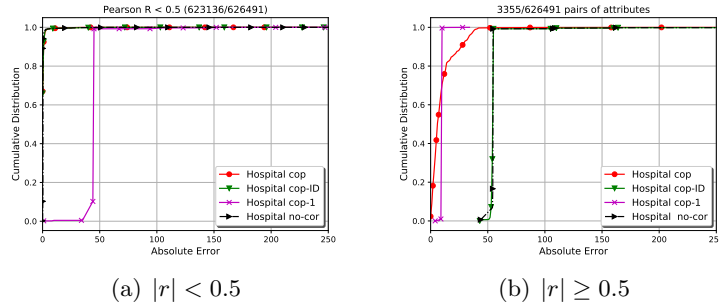 Pearson R < 0.5 (623136/626491)
1.0
0.8
0.6
0.4
0.2
0.0
Cumulative Distribution
Hospital cop
Hospital cop-ID
Hospital cop-1
Hospital no-cor
0 50 100 150 200 250
Absolute Error
(a) |r| < 0.5
3355/626491 pairs of attributes
1.0
0.8
0.6
0.4
0.2
0.0
Cumulative Distribution
Hospital cop
Hospital cop-ID
Hospital cop-1
Hospital no-cor
0 50 100 150 200 250
Absolute Error
(b) |r| ≥ 0.5